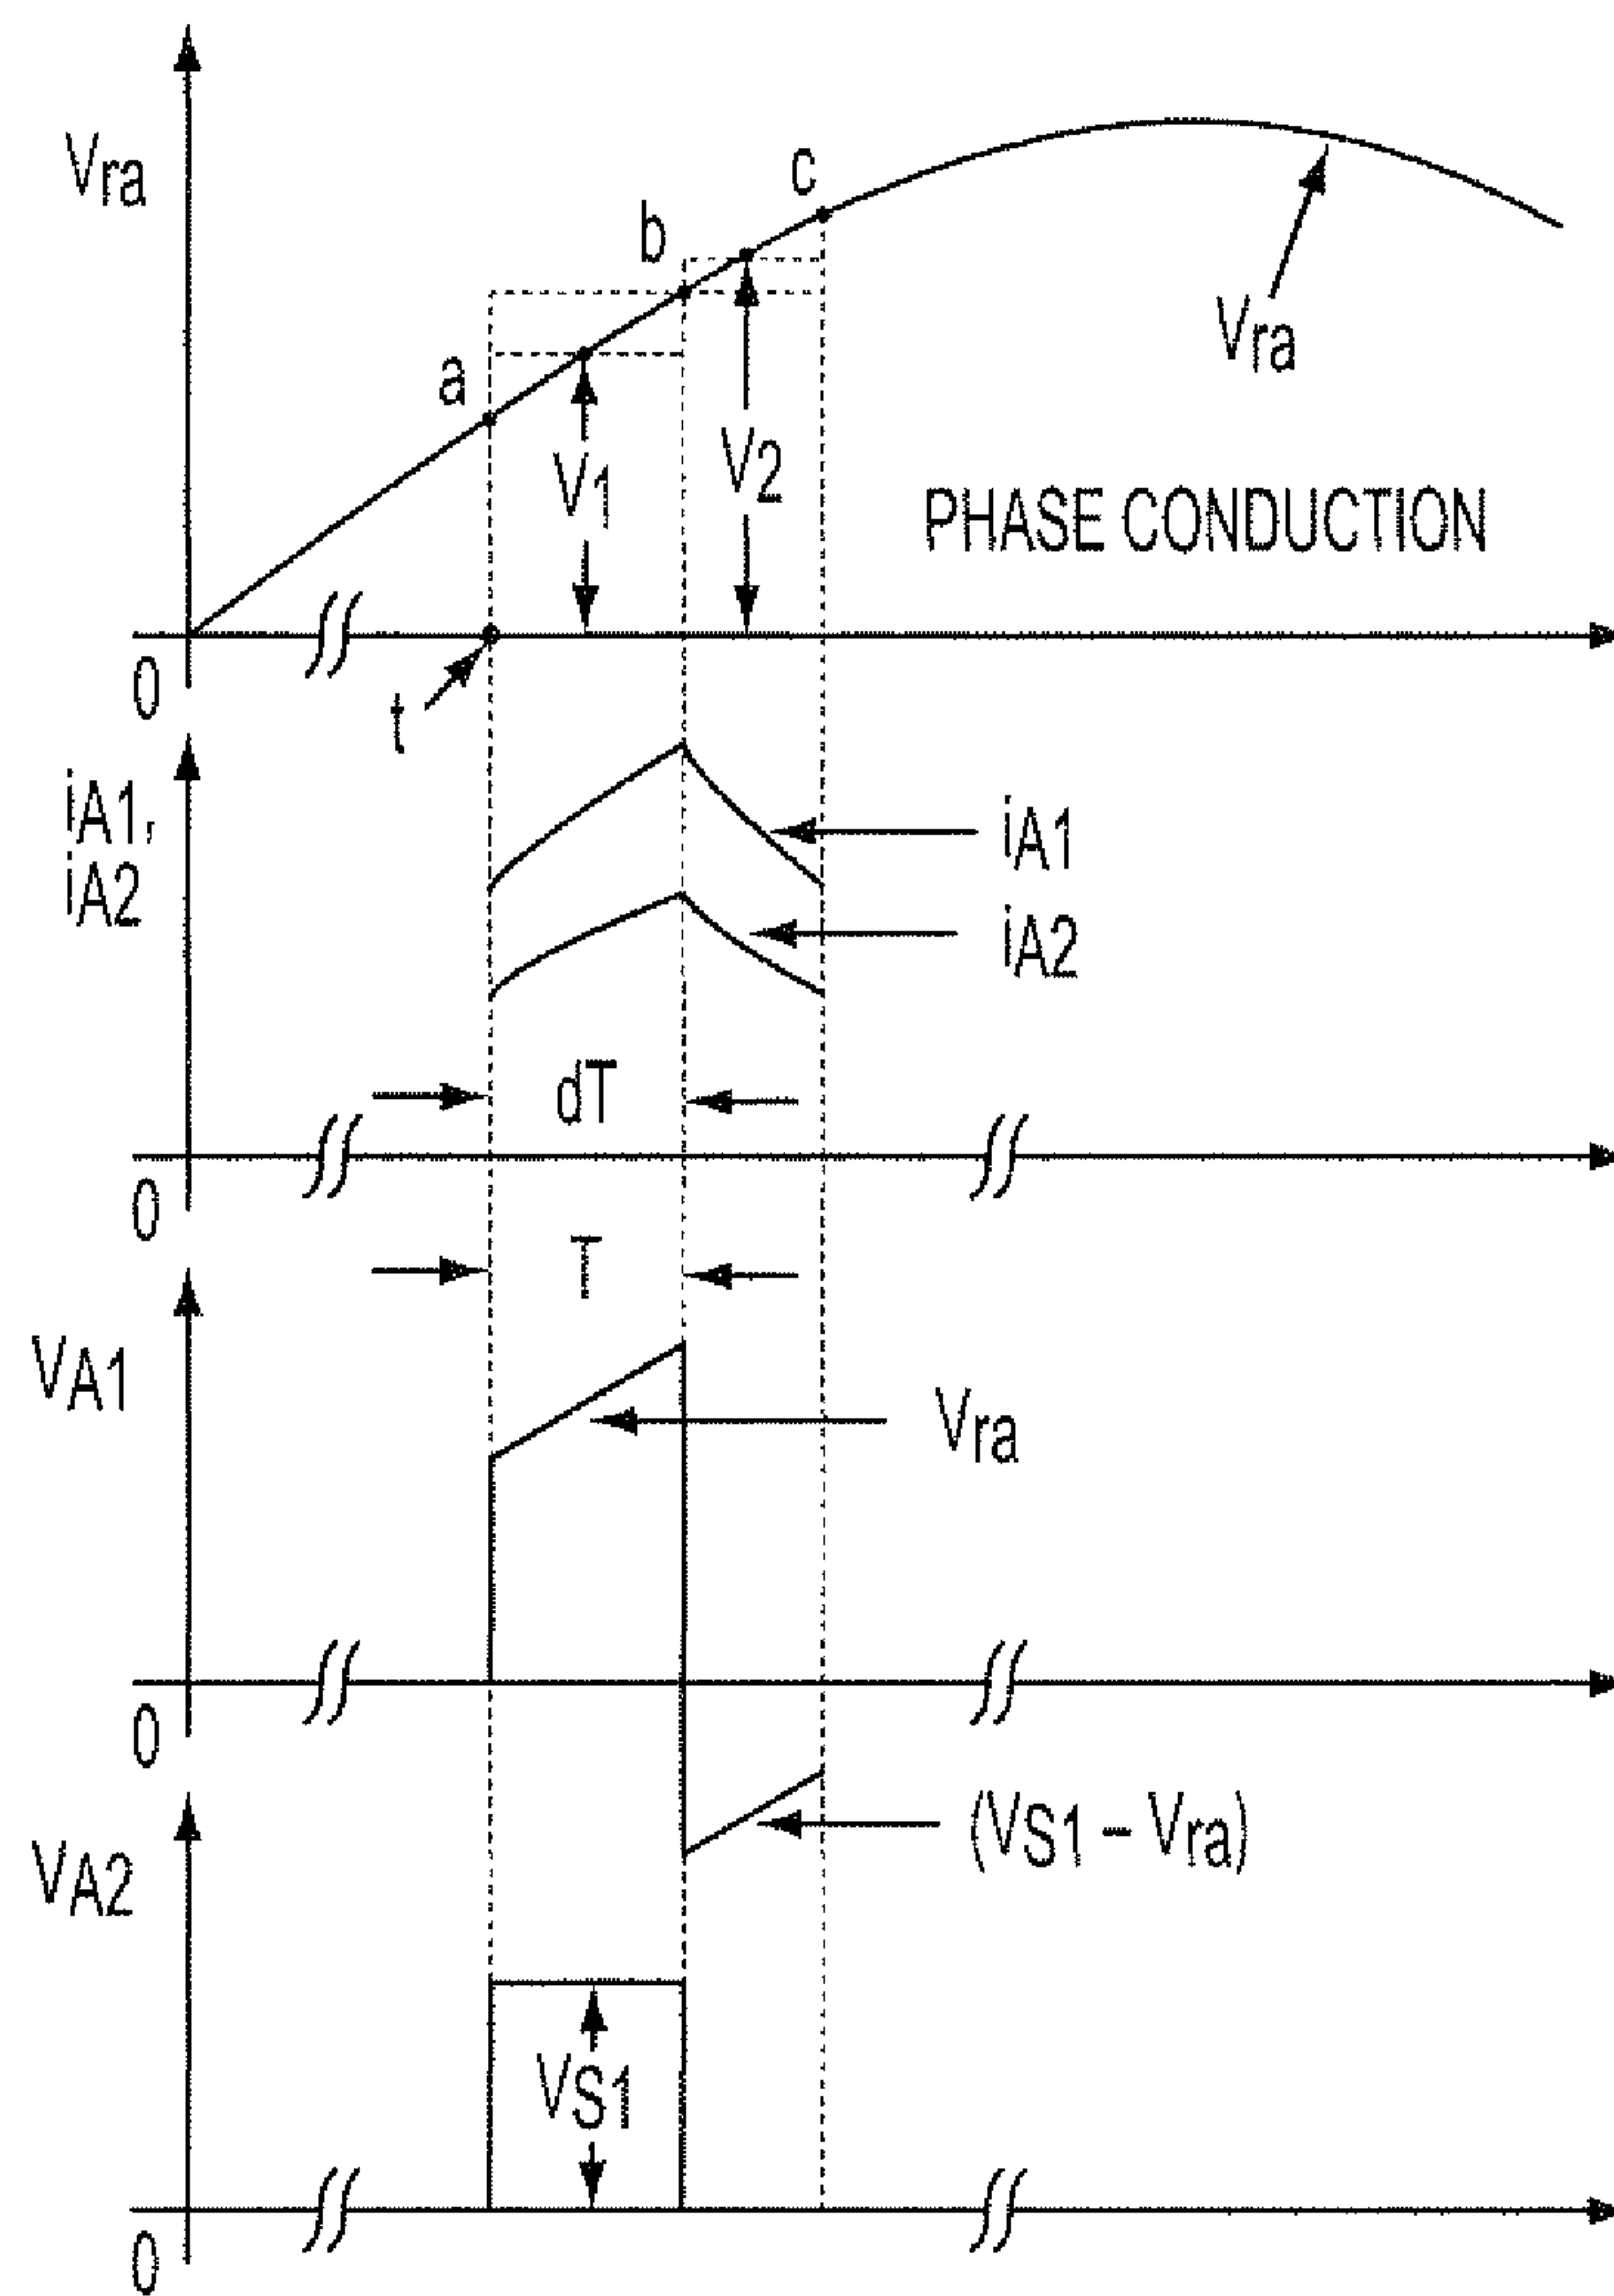 Vra
a
b
c
V1
V2
Vra
PHASE CONDUCTION
0
t
iA1,
iA2
iA1
iA2
dT
0
T
VA1
Vra
0
VA2
(VS1 – Vra)
VS1
0